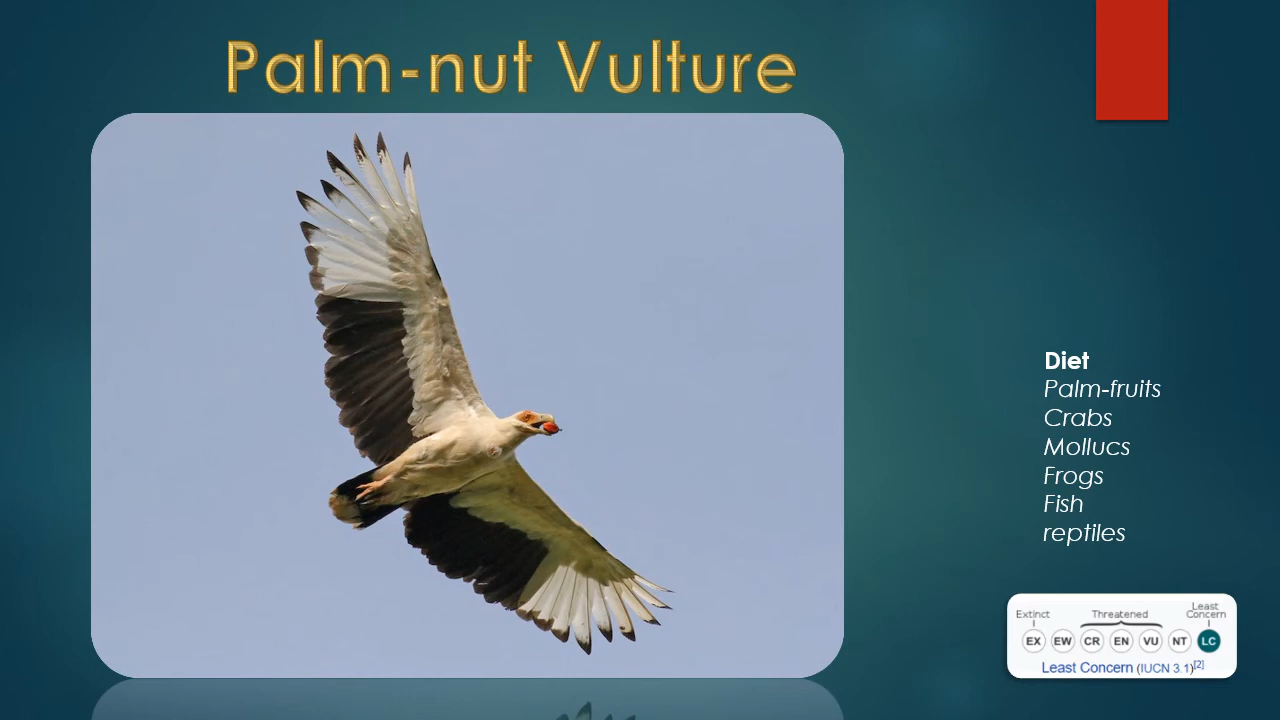 Palm-nut Vulture
Diet
Palm-fruits
Crabs
Mollucs
Frogs
Fish
reptiles
Extinct Threatened Least Concern
EX EW CR EN VU NT LC
Least Concern (IUCN 3.1)[2]